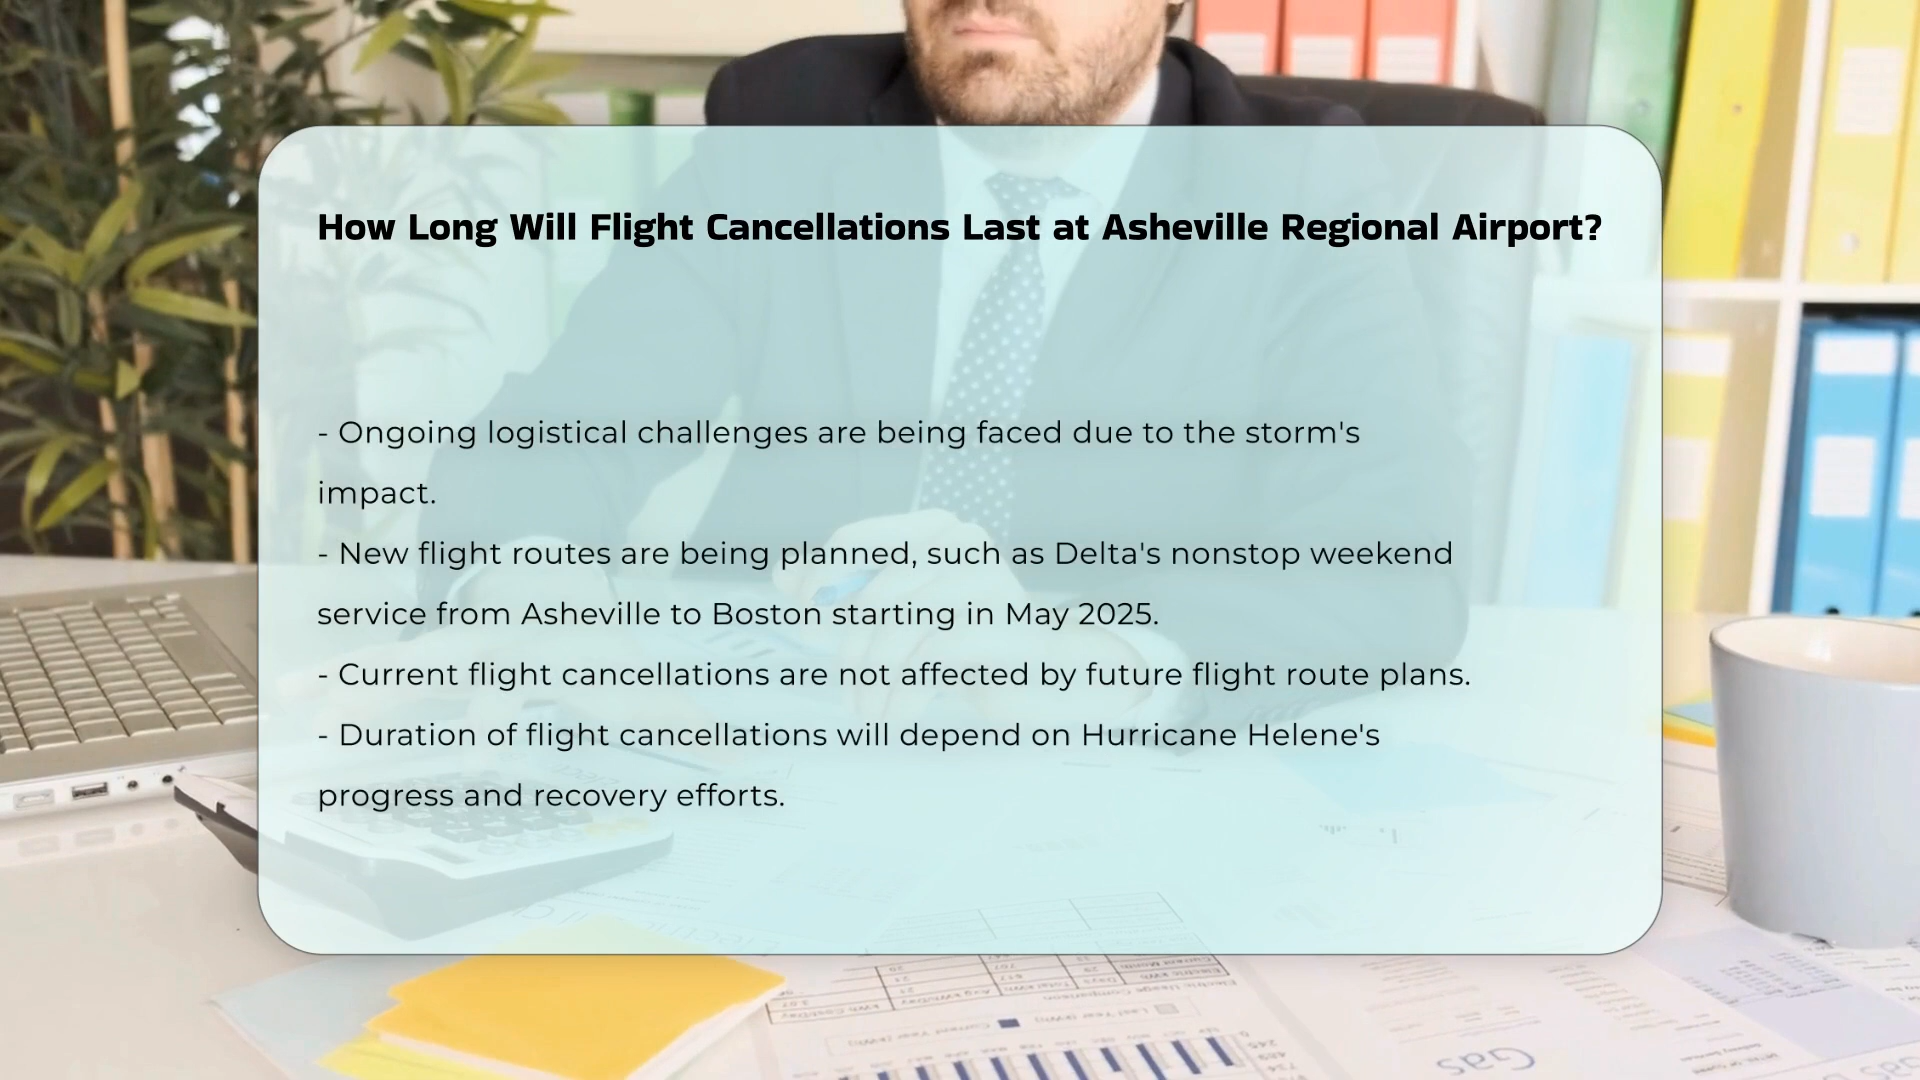 How Long Will Flight Cancellations Last at Asheville Regional Airport?
- Ongoing logistical challenges are being faced due to the storm's
impact.
- New flight routes are being planned, such as Delta's nonstop weekend
service from Asheville to Boston starting in May 2025.
- Current flight cancellations are not affected by future flight route plans.
- Duration of flight cancellations will depend on Hurricane Helene's
progress and recovery efforts.
Gas